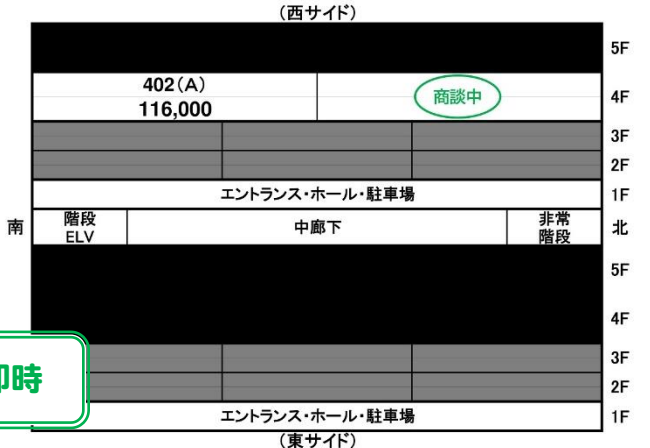 (西サイド)
5F
402(A)
116,000
商談中
4F
3F
2F
エントランス・ホール・駐車場
1F
南
階段
ELV
中廊下
非常
階段
北
5F
4F
即時
3F
2F
エントランス・ホール・駐車場
1F
(東サイド)